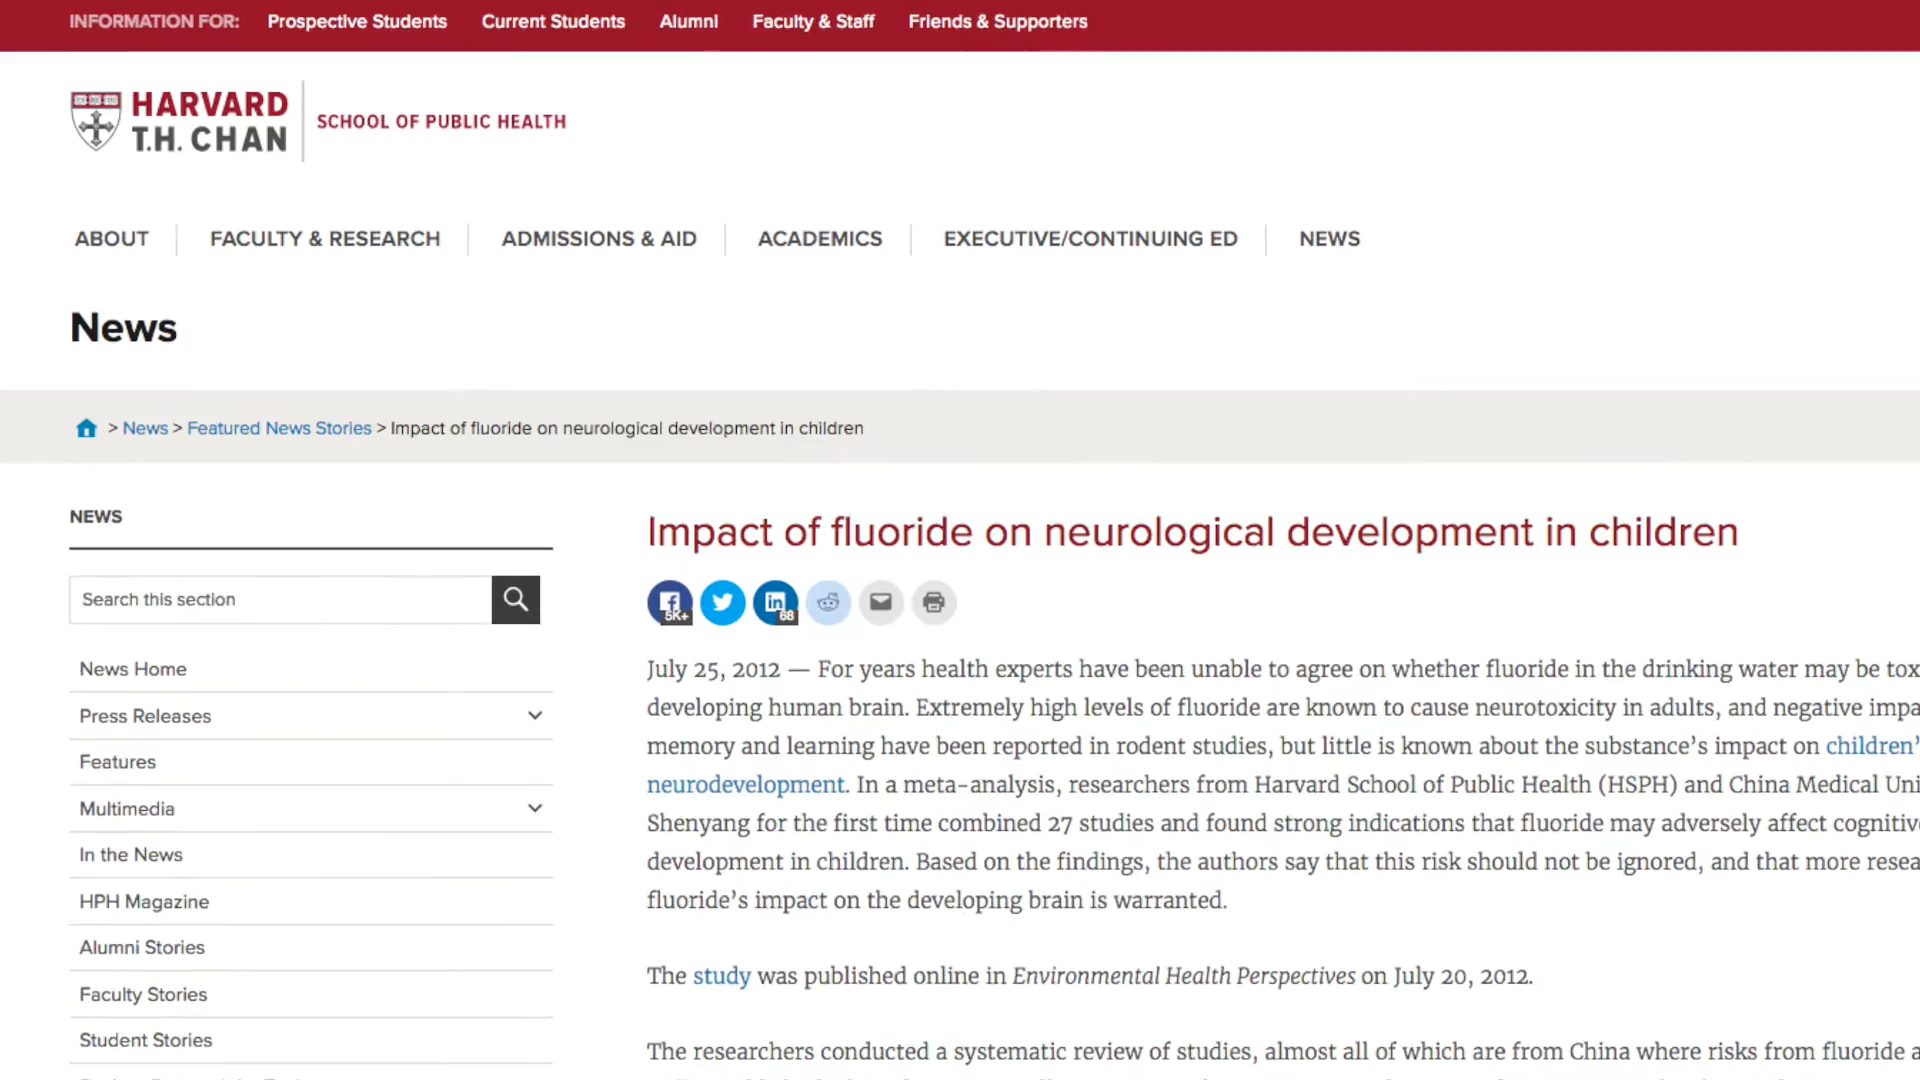 INFORMATION FOR: Prospective Students Current Students Alumni Faculty & Staff Friends & Supporters
HARVARD
T.H. CHAN
SCHOOL OF PUBLIC HEALTH
ABOUT FACULTY & RESEARCH ADMISSIONS & AID ACADEMICS EXECUTIVE/CONTINUING ED NEWS
News
> News > Featured News Stories > Impact of fluoride on neurological development in children
NEWS
Search this section
News Home
Press Releases
Features
Multimedia
In the News
HPH Magazine
Alumni Stories
Faculty Stories
Student Stories
Impact of fluoride on neurological development in children
5K+ 68
July 25, 2012 — For years health experts have been unable to agree on whether fluoride in the drinking water may be
developing human brain. Extremely high levels of fluoride are known to cause neurotoxicity in adults, and negative
memory and learning have been reported in rodent studies, but little is known about the substance’s impact on children’
neurodevelopment. In a meta-analysis, researchers from Harvard School of Public Health (HSPH) and China Medical
Shenyang for the first time combined 27 studies and found strong indications that fluoride may adversely affect
development in children. Based on the findings, the authors say that this risk should not be ignored, and that more
fluoride’s impact on the developing brain is warranted.
The study was published online in Environmental Health Perspectives on July 20, 2012.
The researchers conducted a systematic review of studies, almost all of which are from China where risks from fluoride